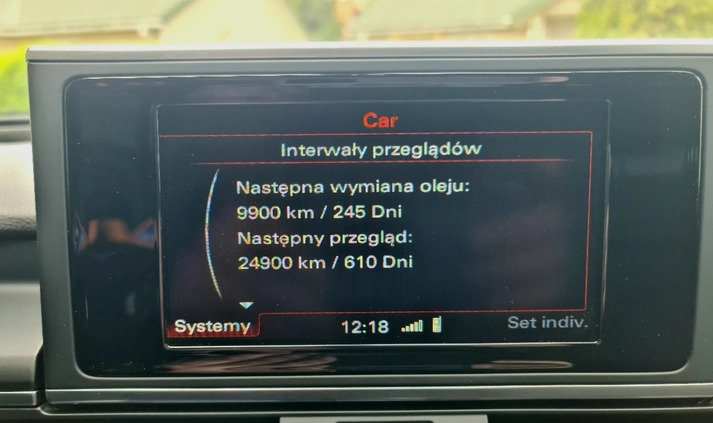 Car
Interwały przeglądów
Następna wymiana oleju:
9900 km / 245 Dni
Następny przegląd:
24900 km / 610 Dni
Systemy
12:18
Set indiv.